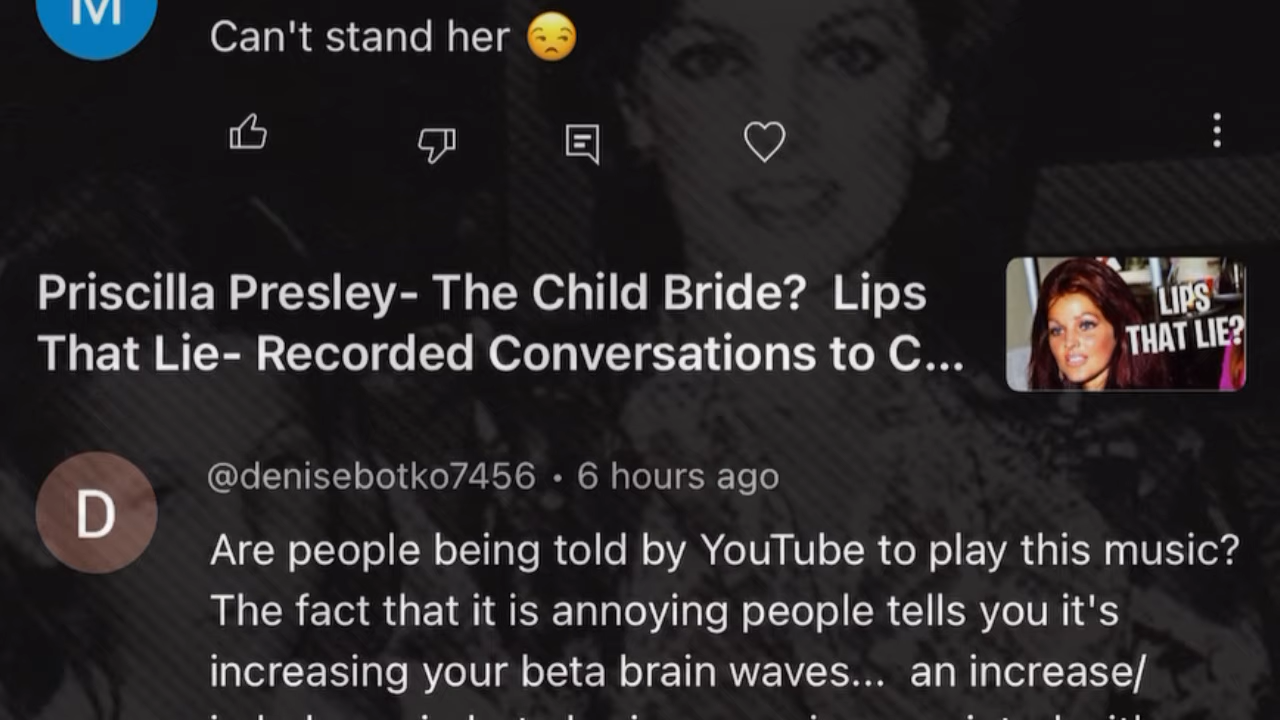 M
Can't stand her 😒
Priscilla Presley- The Child Bride?  Lips
That Lie- Recorded Conversations to C...
LIPS
THAT LIE?
@denisebotko7456 • 6 hours ago
D
Are people being told by YouTube to play this music?
The fact that it is annoying people tells you it's
increasing your beta brain waves...  an increase/